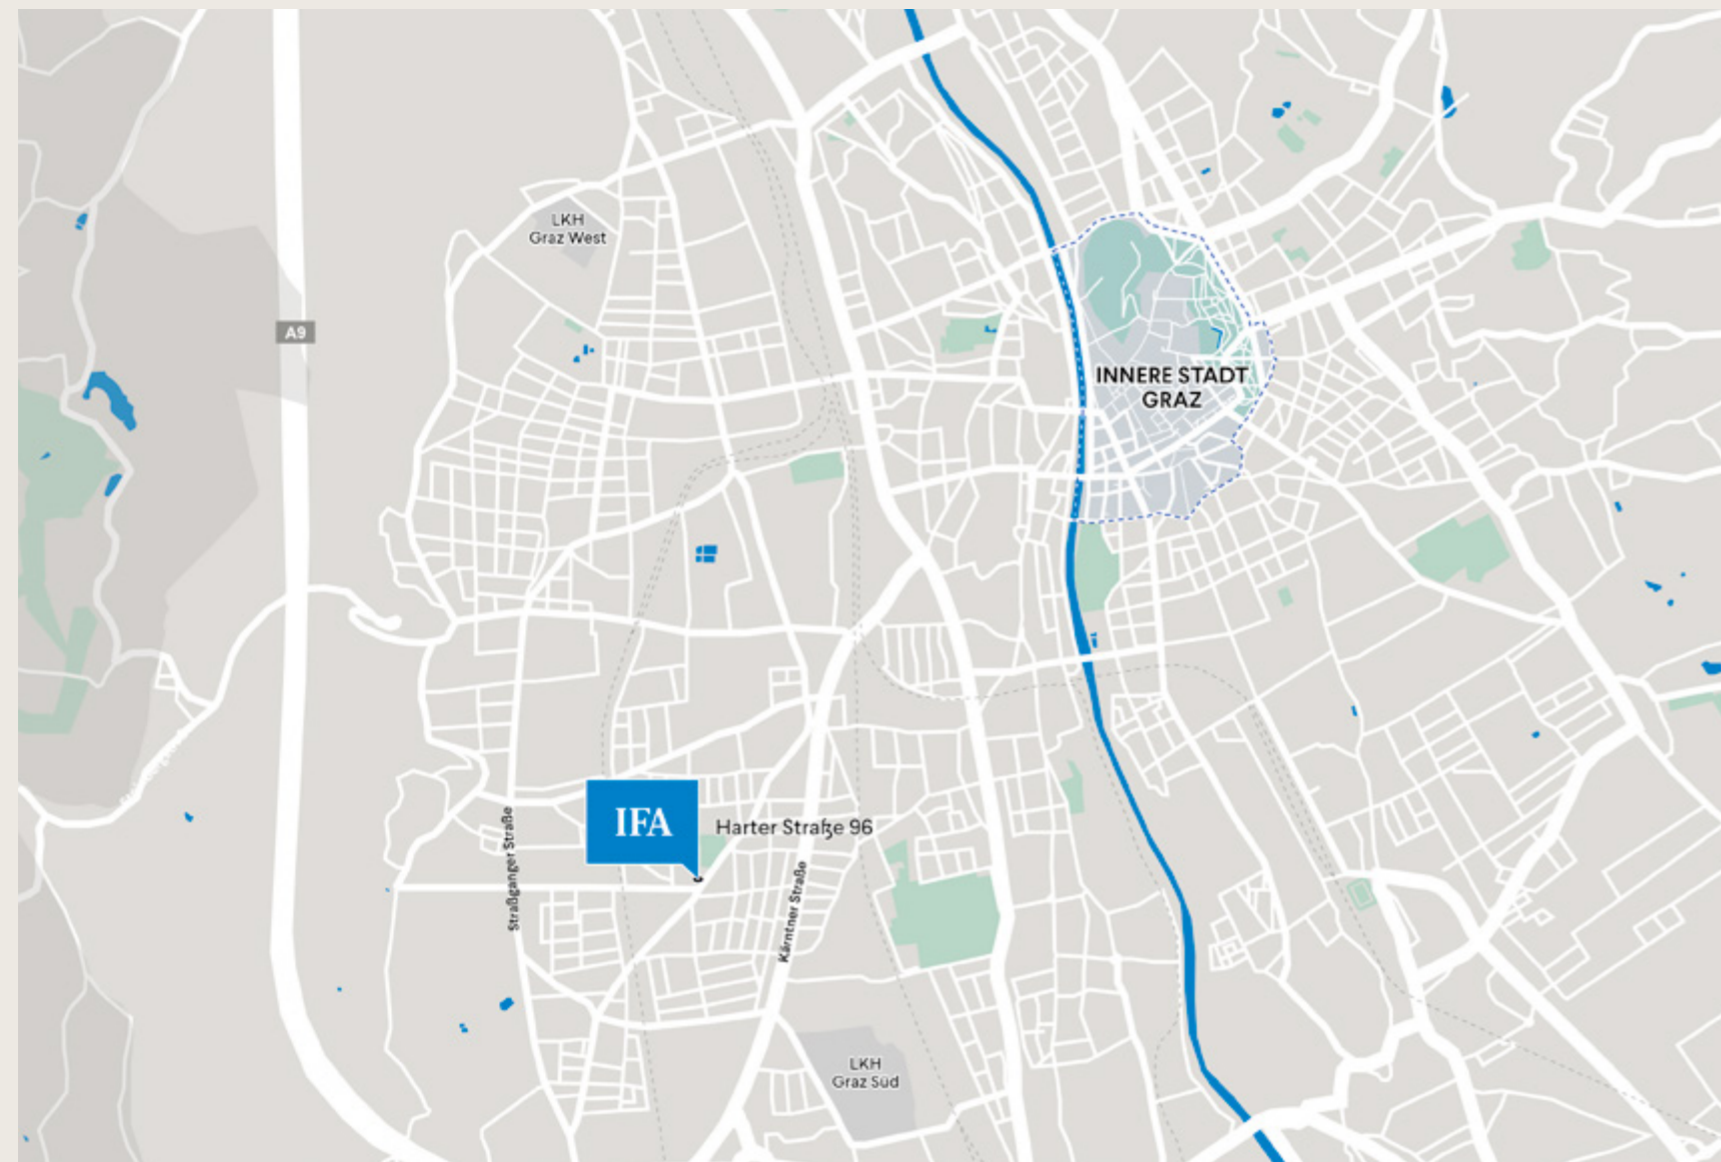 LKH
Graz West
A9
INNERE STADT
GRAZ
IFA
Harter Straße 96
Straßganger Straße
Kärntner Straße
LKH
Graz Süd